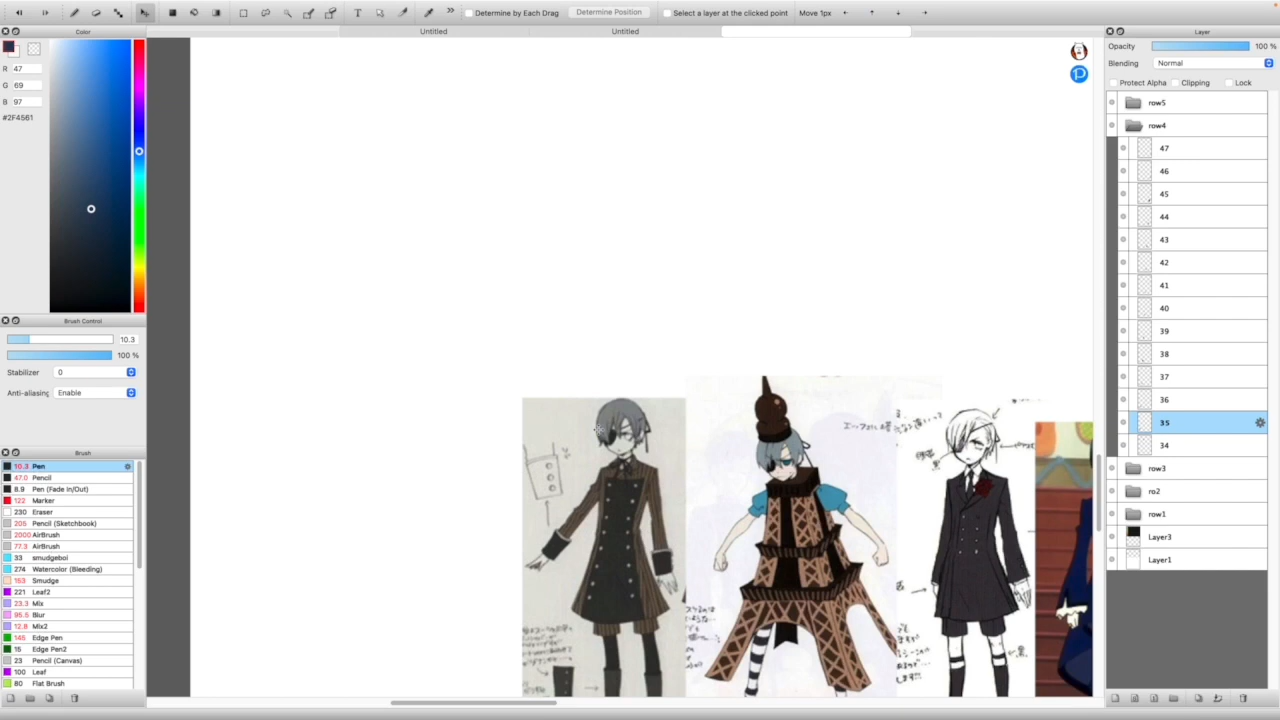 Determine by Each Drag
Determine Position
Select a layer at the clicked point
Move 1px
Color
Untitled
Untitled
Layer
R 47
G 69
B 97
#2F4561
Opacity
100 %
Blending
Normal
Protect Alpha
Clipping
Lock
Brush Control
10.3
100 %
Stabilizer
0
Anti-aliasing
Enable
Brush
10.3 Pen
47.0 Pencil
8.9 Pen (Fade In/Out)
122 Marker
230 Eraser
205 Pencil (Sketchbook)
2000 AirBrush
77.3 AirBrush
33 smudgeboi
274 Watercolor (Bleeding)
153 Smudge
221 Leaf2
23.3 Mix
95.5 Blur
12.8 Mix2
145 Edge Pen
15 Edge Pen2
23 Pencil (Canvas)
100 Leaf
80 Flat Brush
row5
row4
47
46
45
44
43
42
41
40
39
38
37
36
35
34
row3
ro2
row1
Layer3
Layer1